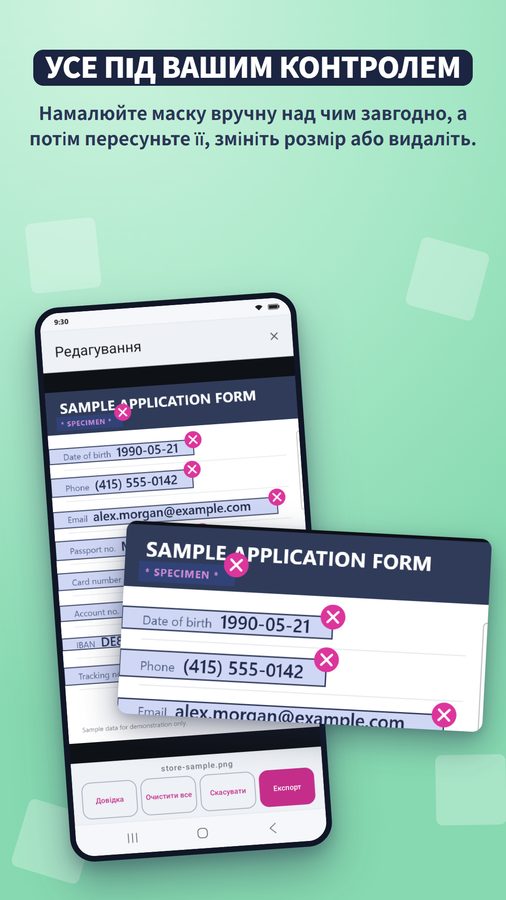 УСЕ ПІД ВАШИМ КОНТРОЛЕМ
Намалюйте маску вручну над чим завгодно, а
потім пересуньте її, змініть розмір або видаліть.
9:30
Редагування
SAMPLE APPLICATION FORM
* SPECIMEN *
Date of birth 1990-05-21
Phone (415) 555-0142
Email alex.morgan@example.com
Passport no.
Card number
Account no.
IBAN
Tracking
Sample data for demonstration only.
SAMPLE APPLICATION FORM
* SPECIMEN *
Date of birth 1990-05-21
Phone (415) 555-0142
Email alex.morgan@example.com
store-sample.png
Довідка
Очистити все
Скасувати
Експорт